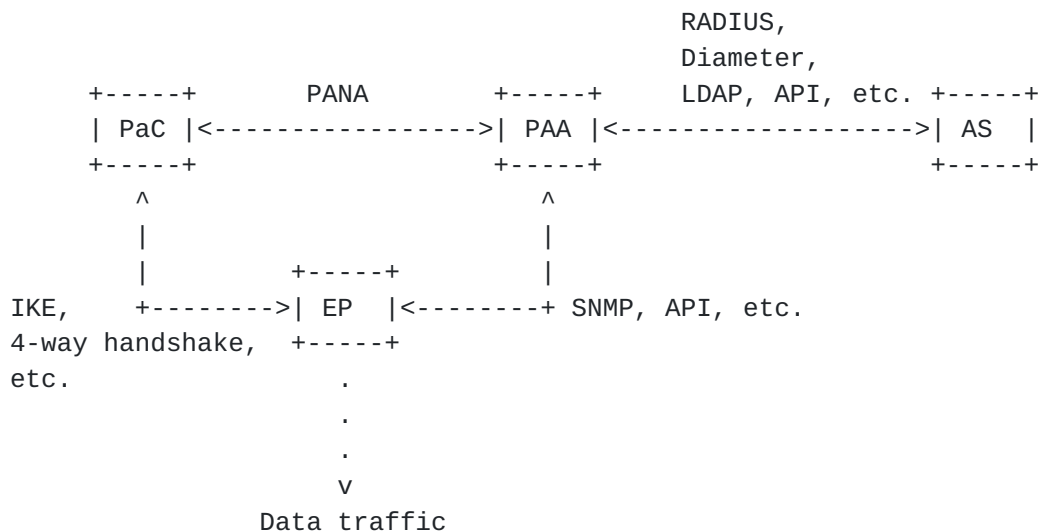 RADIUS,
Diameter,
+-----+ PANA +-----+ LDAP, API, etc. +-----+
| PaC |<----------------->| PAA |<------------------->| AS |
+-----+ +-----+ +-----+
^ ^
| |
| +-----+ |
IKE, +-------->| EP |<--------+ SNMP, API, etc.
4-way handshake, +-----+
etc. .
.
.
v
Data traffic